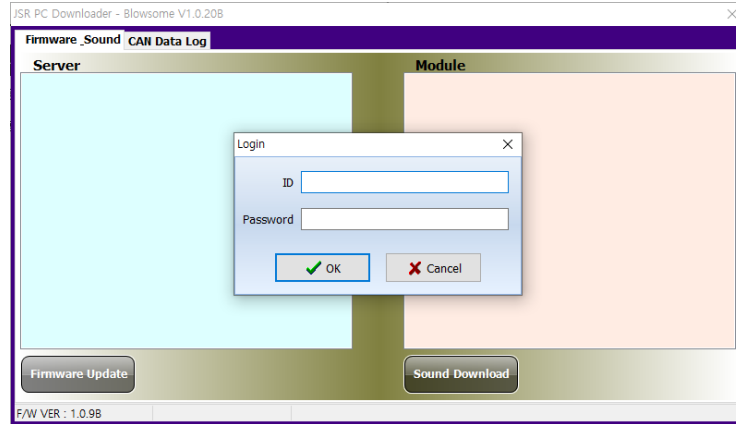 JSR PC Downloader - Blowsome V1.0.20B
Firmware _Sound CAN Data Log
Server Module
Login
ID
Password
OK Cancel
Firmware Update Sound Download
F/W VER : 1.0.9B